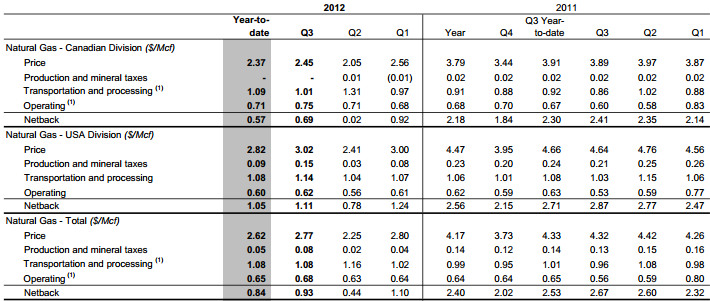 2012 2011
Year-to- Q3 Year-
date Q3 Q2 Q1 Year Q4 to-date Q3 Q2 Q1
Natural Gas - Canadian Division ($/Mcf)
Price 2.37 2.45 2.05 2.56 3.79 3.44 3.91 3.89 3.97 3.87
Production and mineral taxes - - 0.01 (0.01) 0.02 0.02 0.02 0.02 0.02 0.02
Transportation and processing (1) 1.09 1.01 1.31 0.97 0.91 0.88 0.92 0.86 1.02 0.88
Operating (1) 0.71 0.75 0.71 0.68 0.68 0.70 0.67 0.60 0.58 0.83
Netback 0.57 0.69 0.02 0.92 2.18 1.84 2.30 2.41 2.35 2.14
Natural Gas - USA Division ($/Mcf)
Price 2.82 3.02 2.41 3.00 4.47 3.95 4.66 4.64 4.76 4.56
Production and mineral taxes 0.09 0.15 0.03 0.08 0.23 0.20 0.24 0.21 0.25 0.26
Transportation and processing 1.08 1.14 1.04 1.07 1.06 1.01 1.08 1.03 1.15 1.06
Operating 0.60 0.62 0.56 0.61 0.62 0.59 0.63 0.53 0.59 0.77
Netback 1.05 1.11 0.78 1.24 2.56 2.15 2.71 2.87 2.77 2.47
Natural Gas - Total ($/Mcf)
Price 2.62 2.77 2.25 2.80 4.17 3.73 4.33 4.32 4.42 4.26
Production and mineral taxes 0.05 0.08 0.02 0.04 0.14 0.12 0.14 0.13 0.15 0.16
Transportation and processing (1) 1.08 1.08 1.16 1.02 0.99 0.95 1.01 0.96 1.08 0.98
Operating (1) 0.65 0.68 0.63 0.64 0.64 0.64 0.65 0.56 0.59 0.80
Netback 0.84 0.93 0.44 1.10 2.40 2.02 2.53 2.67 2.60 2.32